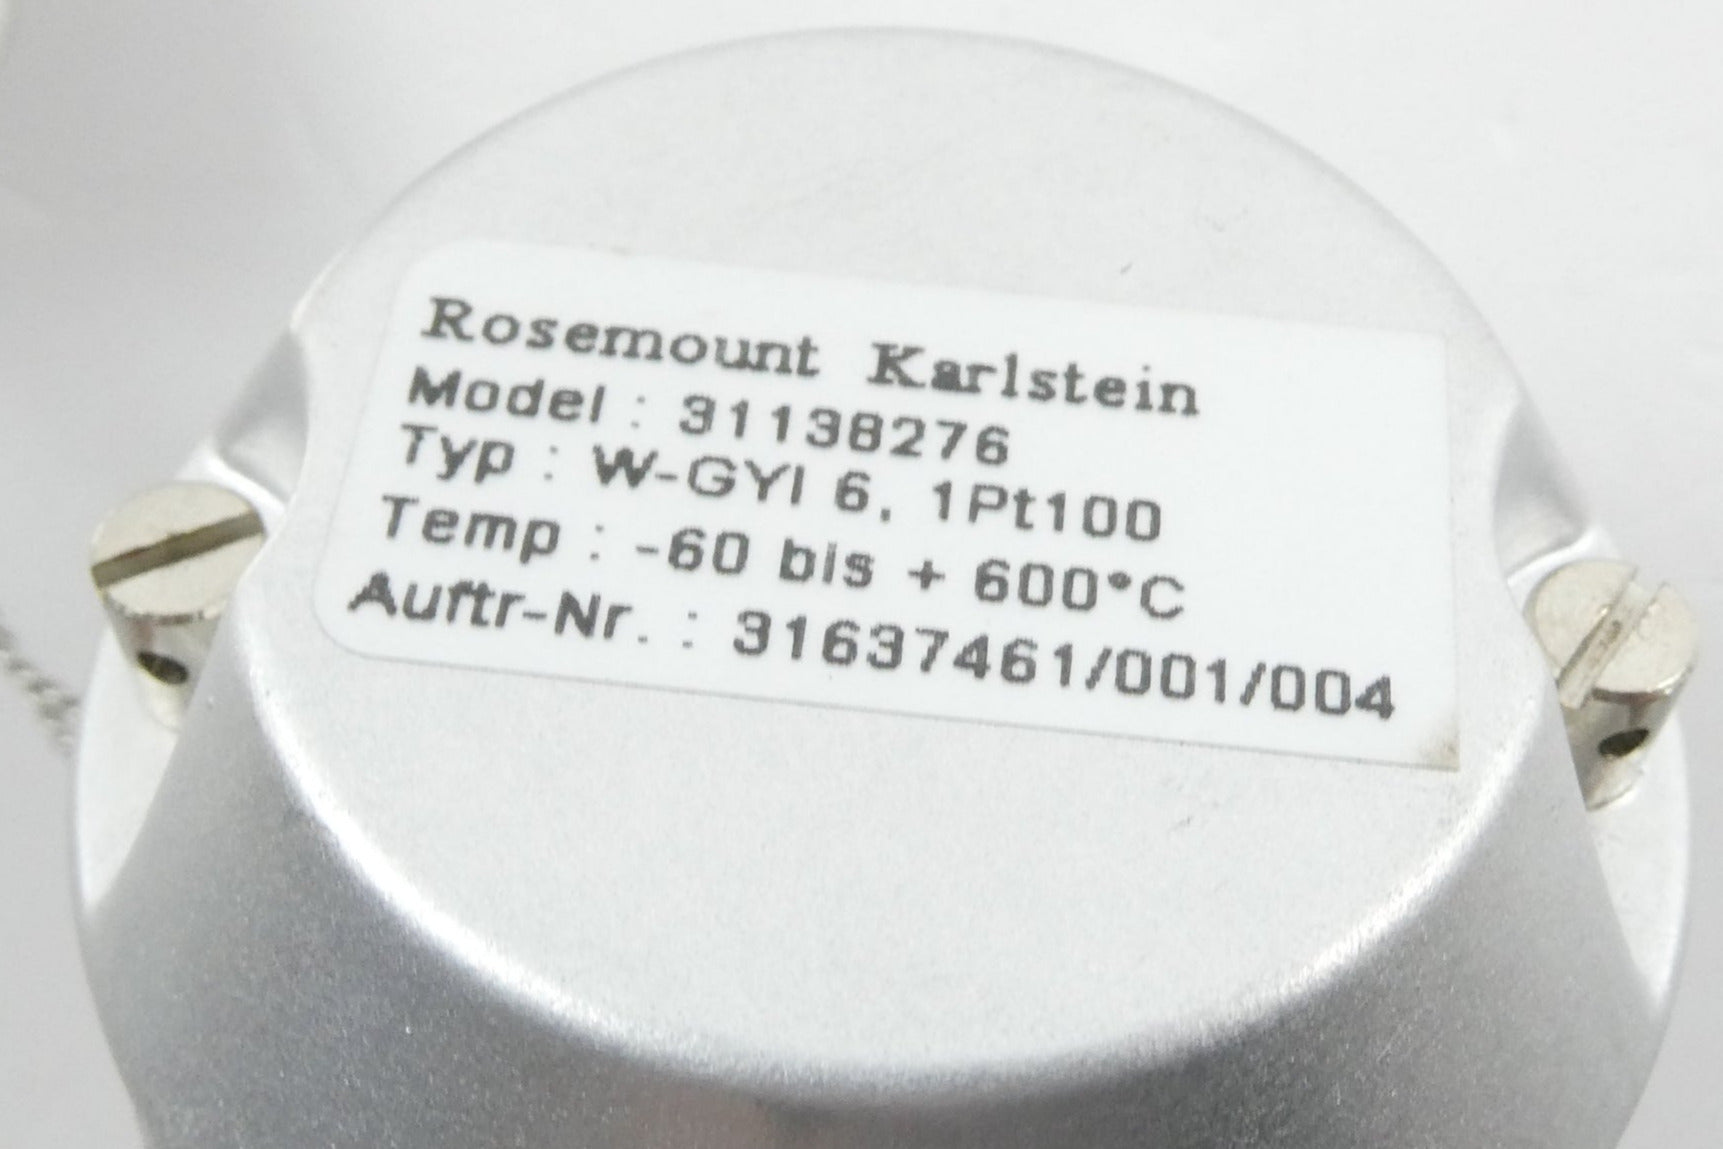 Rosemount Karlstein
Model : 31138276
Typ : W-GYI 6, 1Pt100
Temp : -60 bis + 600°C
Auftr-Nr. : 31637461/001/004